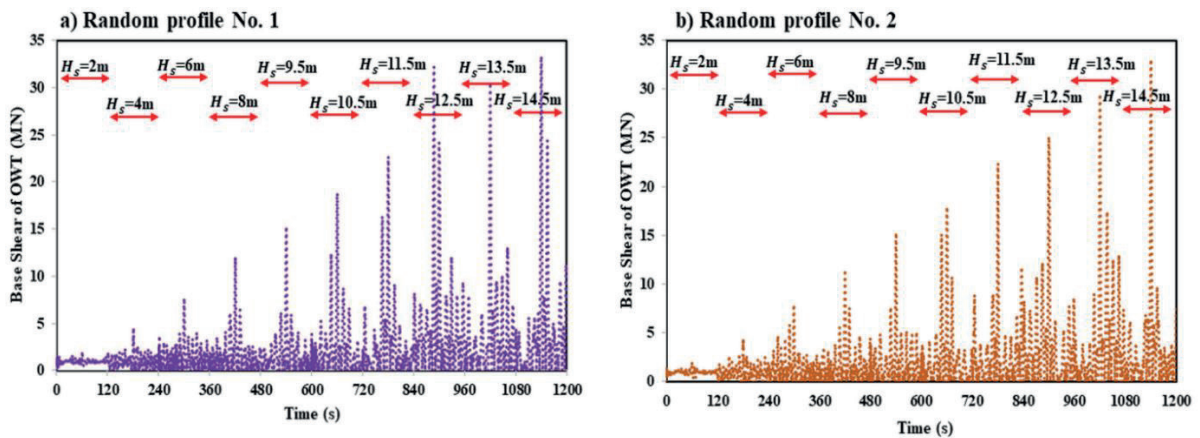 a) Random profile No. 1
Base Shear of OWT (MN)
35
30
25
20
15
10
5
0
Hs=2m
Hs=4m
Hs=6m
Hs=8m
Hs=9.5m
Hs=10.5m
Hs=11.5m
Hs=12.5m
Hs=13.5m
Hs=14.5m
0 120 240 360 480 600 720 840 960 1080 1200
Time (s)
b) Random profile No. 2
Base Shear of OWT (MN)
35
30
25
20
15
10
5
0
Hs=2m
Hs=4m
Hs=6m
Hs=8m
Hs=9.5m
Hs=10.5m
Hs=11.5m
Hs=12.5m
Hs=13.5m
Hs=14.5m
0 120 240 360 480 600 720 840 960 1080 1200
Time (s)